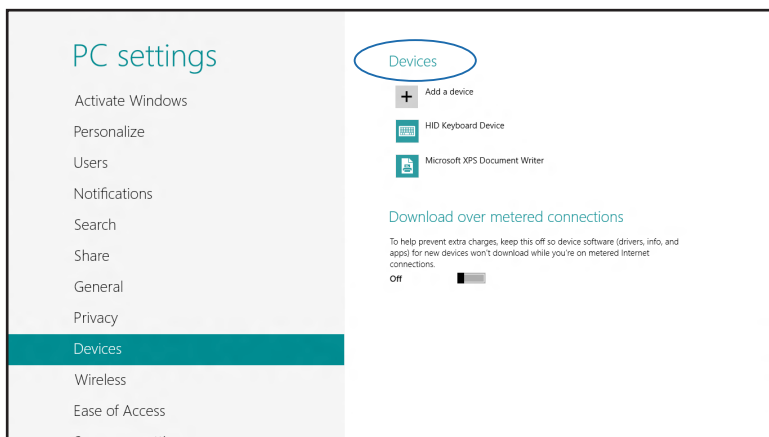 PC settings
Activate Windows
Personalize
Users
Notifications
Search
Share
General
Privacy
Devices
Wireless
Ease of Access
Devices
Add a device
HID Keyboard Device
Microsoft XPS Document Writer
Download over metered connections
To help prevent extra charges, keep this off so device software (drivers, info, and
apps) for new devices won't download while you're on metered Internet
connections.
Off